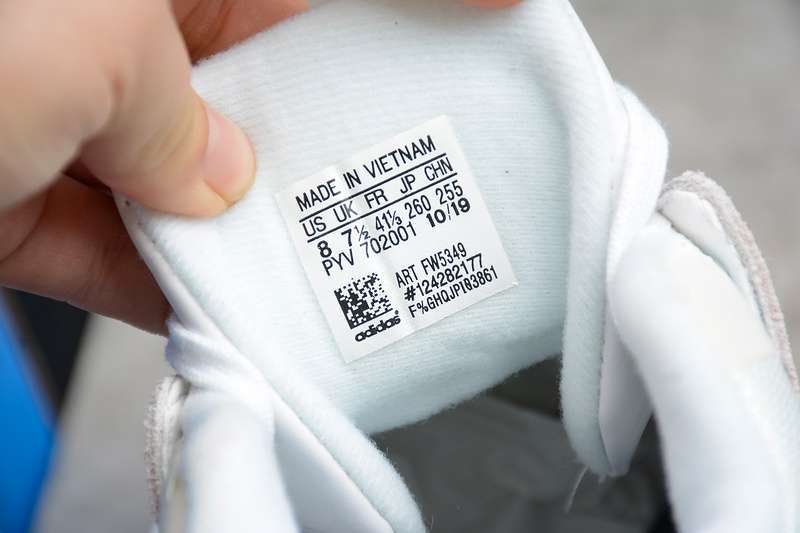 MADE IN VIETNAM
US UK FR JP CHN
8 7½ 41⅓ 260 255
PYV 702001 10/19
ART FW5349
#124282177
F%GHQJP183861
adidas